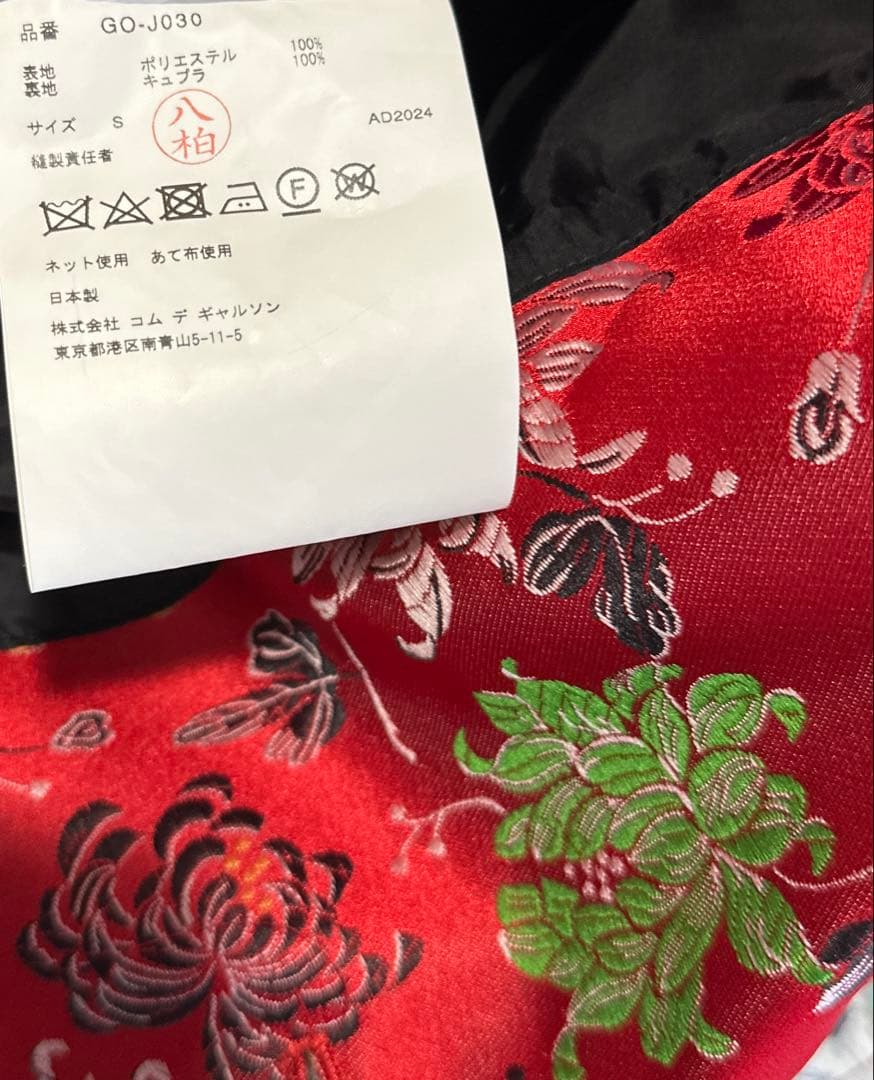 品番 GO-J030
表地 ポリエステル 100%
裏地 キュプラ 100%
サイズ S AD2024
縫製責任者 八柏
F W
ネット使用 あて布使用
日本製
株式会社 コム デ ギャルソン
東京都港区南青山5-11-5